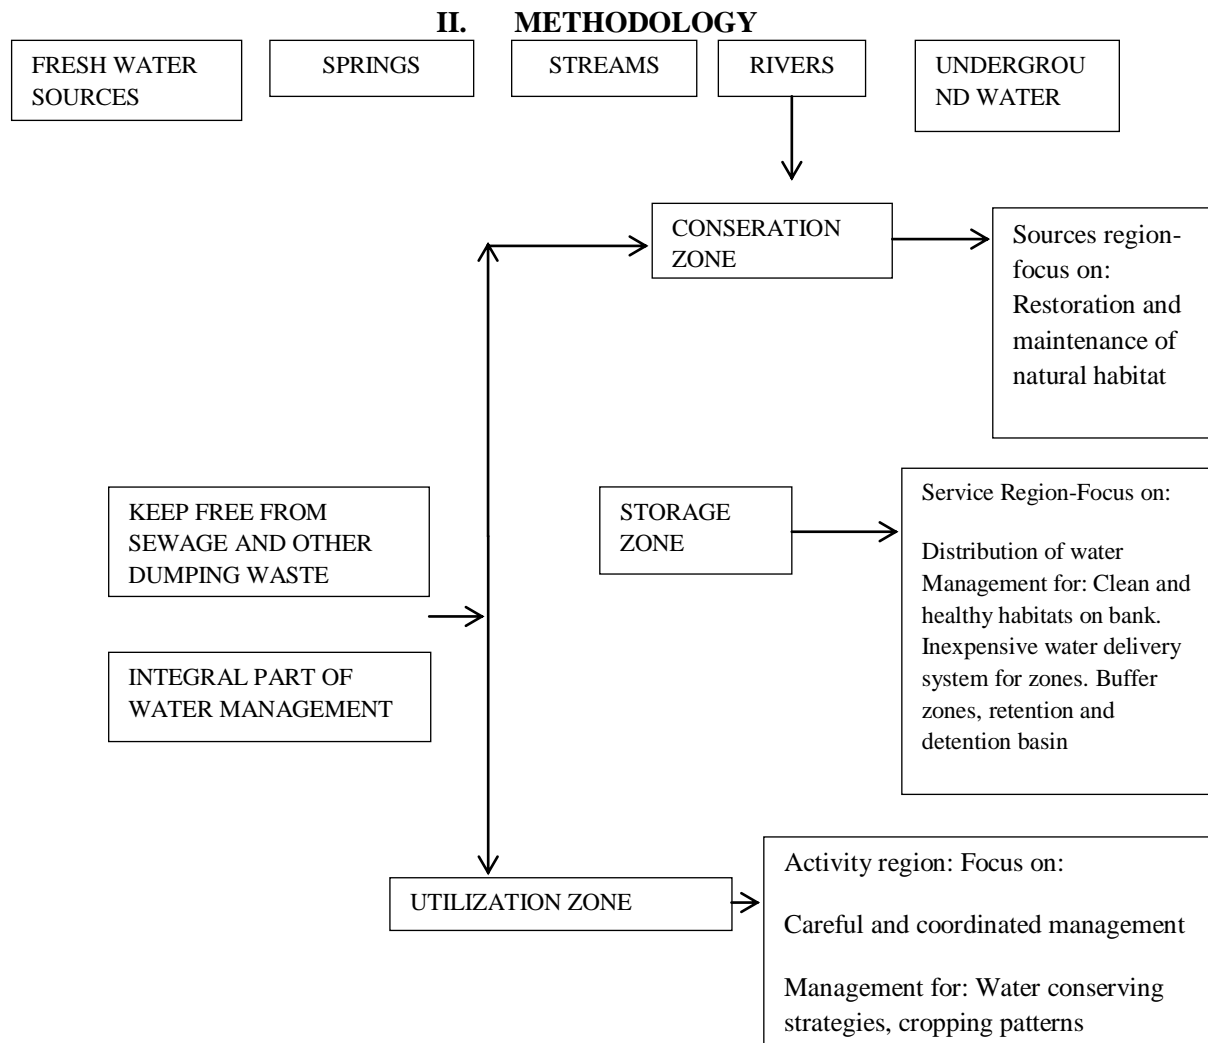 II. METHODOLOGY
FRESH WATER
SOURCES
SPRINGS
STREAMS
RIVERS
UNDERGROU
ND WATER
CONSERATION
ZONE
Sources region-
focus on:
Restoration and
maintenance of
natural habitat
KEEP FREE FROM
SEWAGE AND OTHER
DUMPING WASTE
STORAGE
ZONE
Service Region-Focus on:
Distribution of water
Management for: Clean and
healthy habitats on bank.
Inexpensive water delivery
system for zones. Buffer
zones, retention and
detention basin
INTEGRAL PART OF
WATER MANAGEMENT
UTILIZATION ZONE
Activity region: Focus on:
Careful and coordinated management
Management for: Water conserving
strategies, cropping patterns